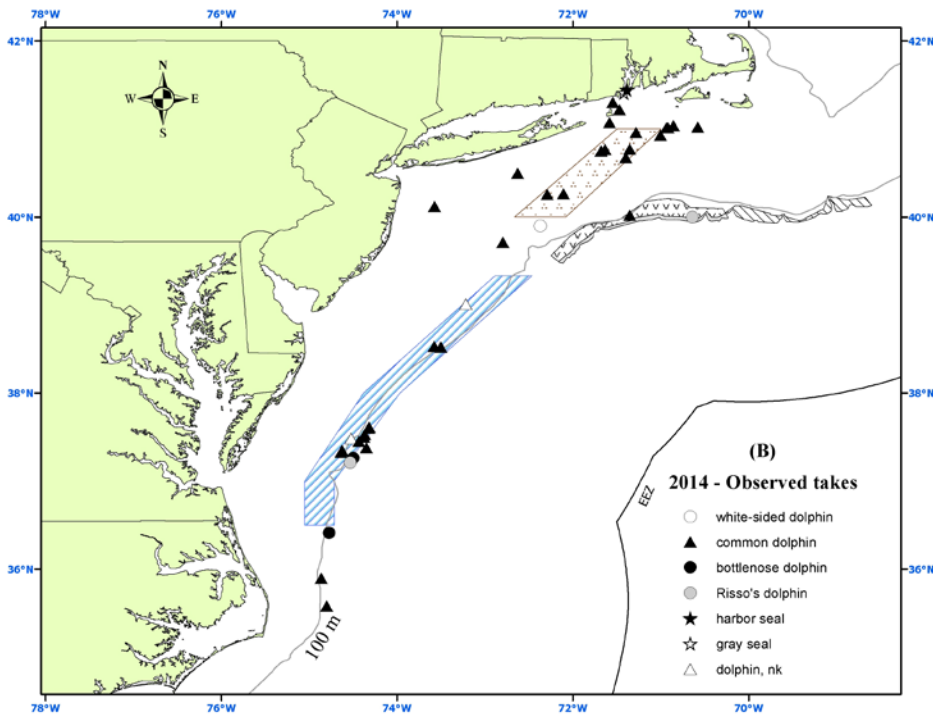 78°W 76°W 74°W 72°W 70°W
42°N 42°N
N
W E
S
40°N 40°N
38°N 38°N
(B)
2014 - Observed takes
EEZ
white-sided dolphin
common dolphin
bottlenose dolphin
36°N 36°N
Risso's dolphin
harbor seal
gray seal
100 m
dolphin, nk
78°W 76°W 74°W 72°W 70°W